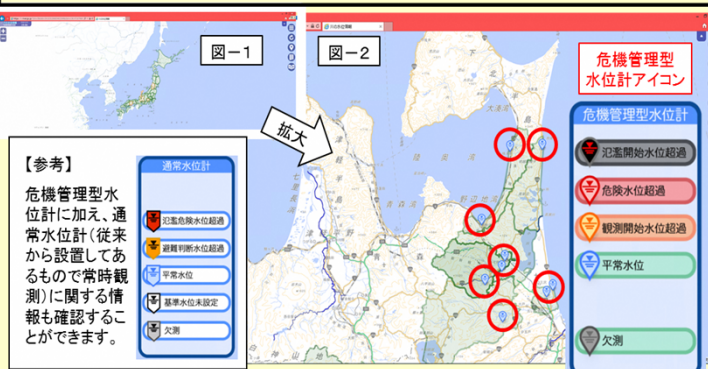 図－1
図－2
拡大
危機管理型
水位計アイコン
【参考】
危機管理型水
位計に加え、通
常水位計（従来
から設置してあ
るもので常時観
測）に関する情
報も確認するこ
とができます。
通常水位計
氾濫危険水位超過
避難判断水位超過
平常水位
基準水位未設定
欠測
危機管理型水位計
氾濫開始水位超過
危険水位超過
観測開始水位超過
平常水位
欠測